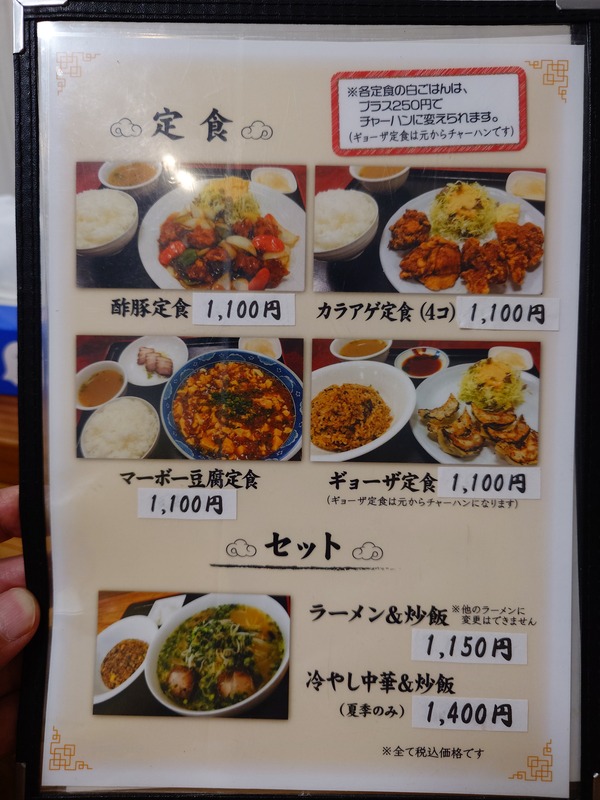 ※各定食の白ごはんは、
プラス250円で
チャーハンに変えられます。
(ギョーザ定食は元からチャーハンです)
定食
酢豚定食 1,100円
カラアゲ定食(4コ) 1,100円
マーボー豆腐定食
1,100円
ギョーザ定食 1,100円
(ギョーザ定食は元からチャーハンになります)
セット
ラーメン&炒飯 ※他のラーメンに
変更はできません
1,150円
冷やし中華&炒飯
(夏季のみ) 1,400円
※全て税込価格です